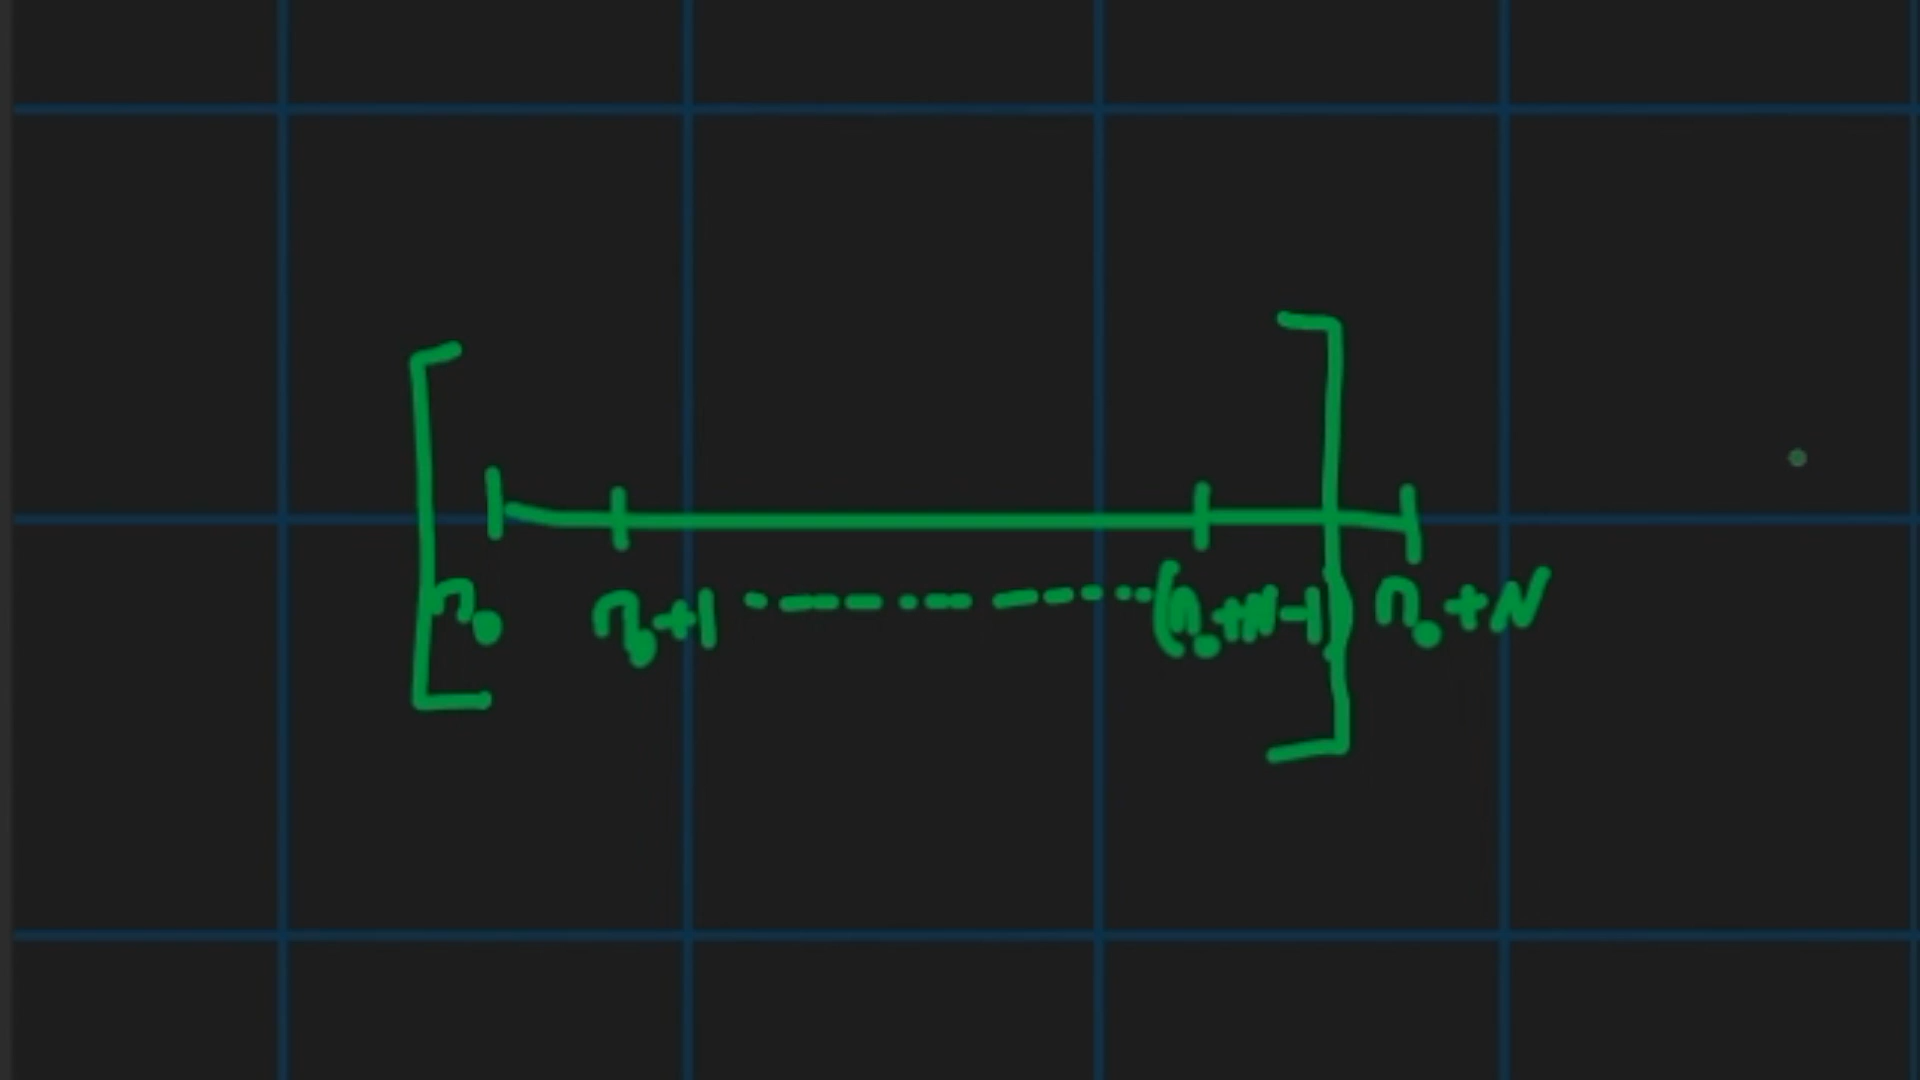 [n₀ n₀+1 ---------- (n₀+N-1)] n₀+N